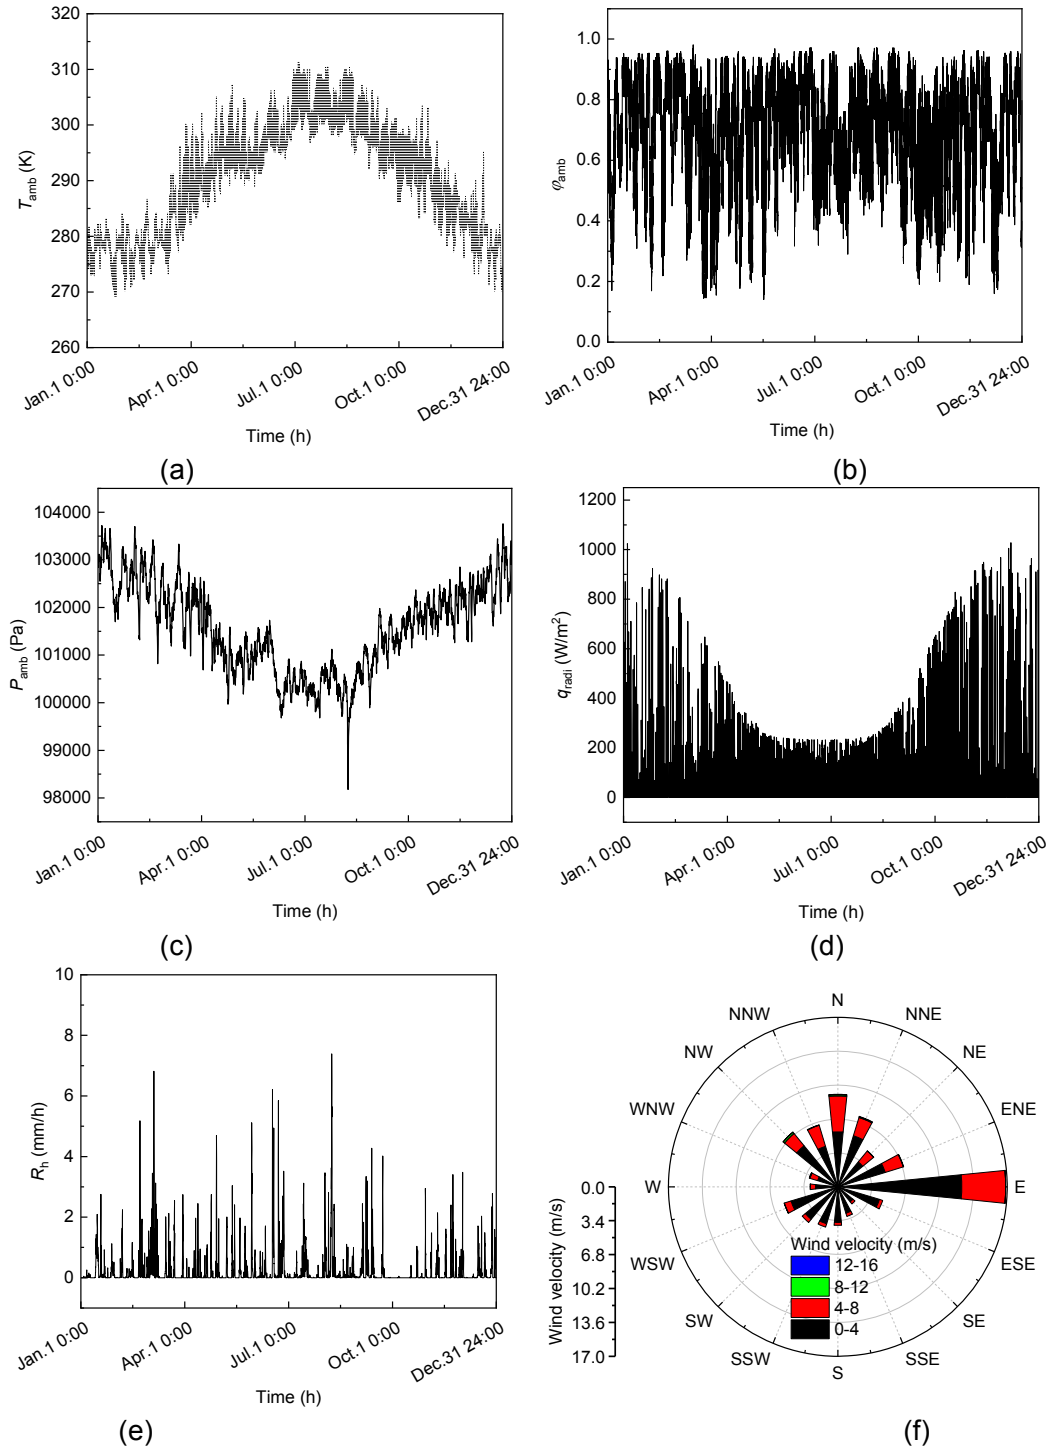 320
310
300
290
280
270
260
T_amb (K)
Jan.1 0:00
Apr.1 0:00
Jul.1 0:00
Oct.1 0:00
Dec.31 24:00
Time (h)
(a)
1.0
0.8
0.6
0.4
0.2
0.0
φ_amb
Jan.1 0:00
Apr.1 0:00
Jul.1 0:00
Oct.1 0:00
Dec.31 24:00
Time (h)
(b)
104000
103000
102000
101000
100000
99000
98000
P_amb (Pa)
Jan.1 0:00
Apr.1 0:00
Jul.1 0:00
Oct.1 0:00
Dec.31 24:00
Time (h)
(c)
1200
1000
800
600
400
200
0
q_radi (W/m²)
Jan.1 0:00
Apr.1 0:00
Jul.1 0:00
Oct.1 0:00
Dec.31 24:00
Time (h)
(d)
10
8
6
4
2
0
R_h (mm/h)
Jan.1 0:00
Apr.1 0:00
Jul.1 0:00
Oct.1 0:00
Dec.31 24:00
Time (h)
(e)
N
NNE
NE
ENE
E
ESE
SE
SSE
S
SSW
SW
WSW
W
WNW
NW
NNW
0.0
3.4
6.8
10.2
13.6
17.0
Wind velocity (m/s)
Wind velocity (m/s)
12-16
8-12
4-8
0-4
(f)